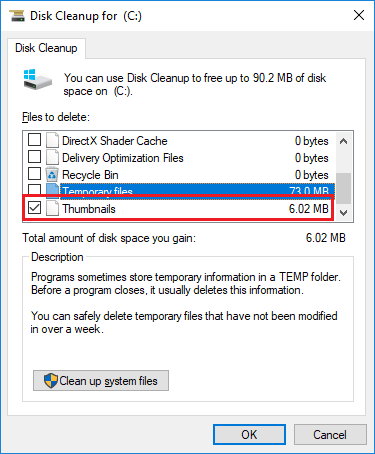 Disk Cleanup for (C:)
Disk Cleanup
You can use Disk Cleanup to free up to 90.2 MB of disk
space on (C:).
Files to delete:
DirectX Shader Cache 0 bytes
Delivery Optimization Files 0 bytes
Recycle Bin 0 bytes
Temporary files 73.0 MB
Thumbnails 6.02 MB
Total amount of disk space you gain: 6.02 MB
Description
Programs sometimes store temporary information in a TEMP folder.
Before a program closes, it usually deletes this information.
You can safely delete temporary files that have not been modified
in over a week.
Clean up system files
OK Cancel